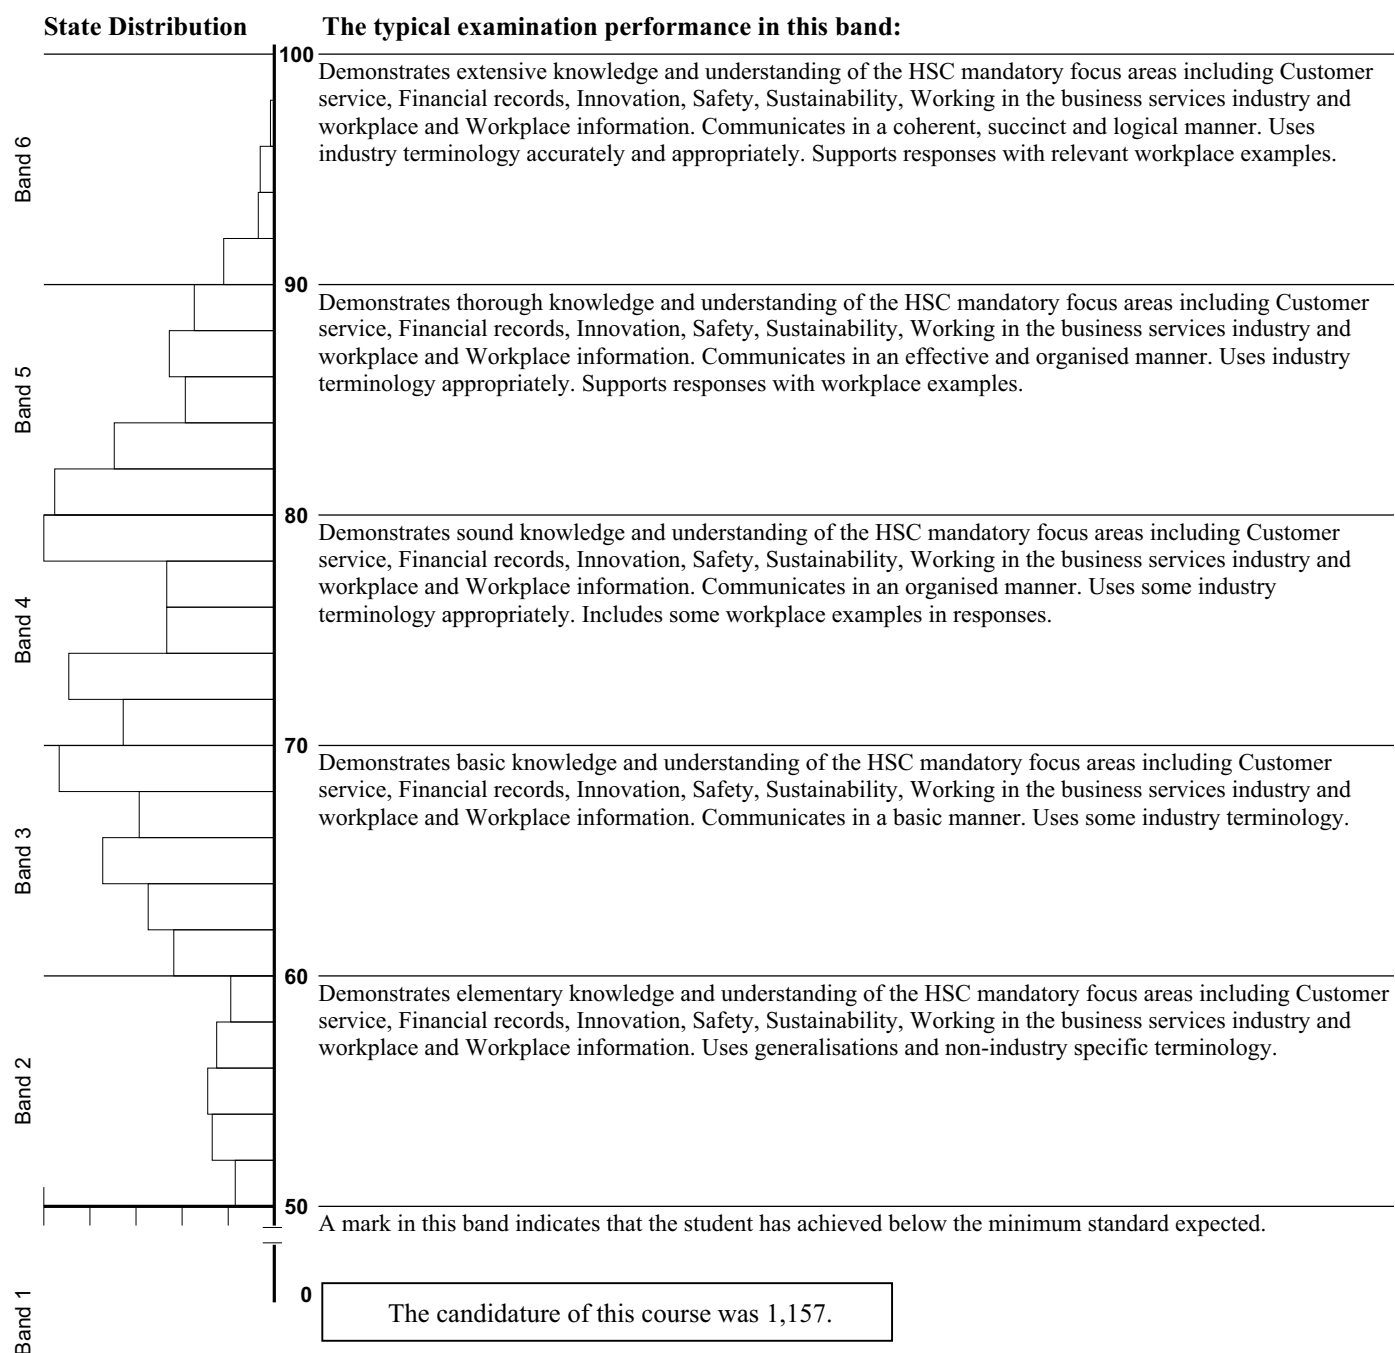 State Distribution
The typical examination performance in this band:
100
Band 6
Demonstrates extensive knowledge and understanding of the HSC mandatory focus areas including Customer
service, Financial records, Innovation, Safety, Sustainability, Working in the business services industry and
workplace and Workplace information. Communicates in a coherent, succinct and logical manner. Uses
industry terminology accurately and appropriately. Supports responses with relevant workplace examples.
90
Band 5
Demonstrates thorough knowledge and understanding of the HSC mandatory focus areas including Customer
service, Financial records, Innovation, Safety, Sustainability, Working in the business services industry and
workplace and Workplace information. Communicates in an effective and organised manner. Uses industry
terminology appropriately. Supports responses with workplace examples.
80
Band 4
Demonstrates sound knowledge and understanding of the HSC mandatory focus areas including Customer
service, Financial records, Innovation, Safety, Sustainability, Working in the business services industry and
workplace and Workplace information. Communicates in an organised manner. Uses some industry
terminology appropriately. Includes some workplace examples in responses.
70
Band 3
Demonstrates basic knowledge and understanding of the HSC mandatory focus areas including Customer
service, Financial records, Innovation, Safety, Sustainability, Working in the business services industry and
workplace and Workplace information. Communicates in a basic manner. Uses some industry terminology.
60
Band 2
Demonstrates elementary knowledge and understanding of the HSC mandatory focus areas including Customer
service, Financial records, Innovation, Safety, Sustainability, Working in the business services industry and
workplace and Workplace information. Uses generalisations and non-industry specific terminology.
50
A mark in this band indicates that the student has achieved below the minimum standard expected.
0
Band 1
The candidature of this course was 1,157.